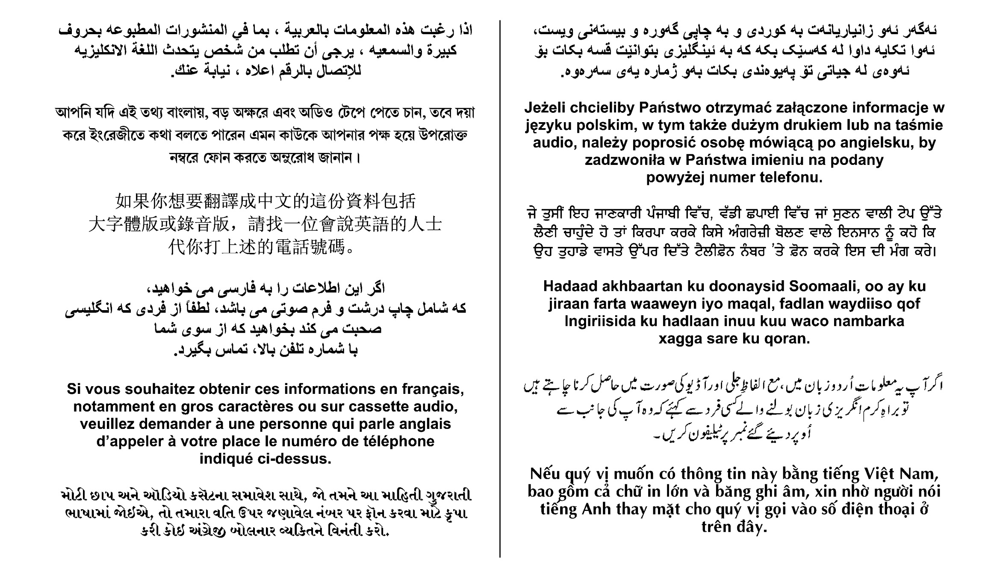 اذا رغبت هذه المعلومات بالعربية ، بما في المنشورات المطبوعه بحروف
كبيرة والسمعيه ، يرجى أن تطلب من شخص يتحدث اللغة الانكليزيه
للإتصال بالرقم اعلاه ، نيابة عنك.
আপনি যদি এই তথ্য বাংলায়, বড় অক্ষরে এবং অডিও টেপে পেতে চান, তবে দয়া
করে ইংরেজীতে কথা বলতে পারেন এমন কাউকে আপনার পক্ষ হয়ে উপরোক্ত
নম্বরে ফোন করতে অনুরোধ জানান।
如果你想要翻譯成中文的這份資料包括
大字體版或錄音版，請找一位會說英語的人士
代你打上述的電話號碼。
اگر این اطلاعات را به فارسی می خواهید،
که شامل چاپ درشت و فرم صوتی می باشد، لطفاً از فردی که انگلیسی
صحبت می کند بخواهید که از سوی شما
با شماره تلفن بالا، تماس بگیرد.
Si vous souhaitez obtenir ces informations en français,
notamment en gros caractères ou sur cassette audio,
veuillez demander à une personne qui parle anglais
d’appeler à votre place le numéro de téléphone
indiqué ci-dessus.
મોટી છાપ અને ઑડિયો કસૅટના સમાવેશ સાથે, જો તમને આ માહિતી ગુજરાતી
ભાષામાં જોઈએ, તો તમારા વતિ ઉપર જણાવેલ નંબર પર ફૉન કરવા માટે કૃપા
કરી કોઈ અંગ્રેજી બોલનાર વ્યકિતને વિનંતી કરો.
ئەگەر ئەو زانیاریانەت بە کوردی و بە چاپی گەورە و بیستەنی ویست،
ئەوا تکایە داوا لە کەسێک بکە کە بە ئینگلیزی بتوانێت قسە بکات بۆ
ئەوەی لە جیاتی تۆ پەیوەندی بکات بەو ژمارە یەی سەرەوە.
Jeżeli chcieliby Państwo otrzymać załączone informacje w
języku polskim, w tym także dużym drukiem lub na taśmie
audio, należy poprosić osobę mówiącą po angielsku, by
zadzwoniła w Państwa imieniu na podany
powyżej numer telefonu.
ਜੇ ਤੁਸੀਂ ਇਹ ਜਾਣਕਾਰੀ ਪੰਜਾਬੀ ਵਿੱਚ, ਵੱਡੀ ਛਪਾਈ ਵਿੱਚ ਜਾਂ ਸੁਣਨ ਵਾਲੀ ਟੇਪ ਉੱਤੇ
ਲੈਣੀ ਚਾਹੁੰਦੇ ਹੋ ਤਾਂ ਕਿਰਪਾ ਕਰਕੇ ਕਿਸੇ ਅੰਗਰੇਜ਼ੀ ਬੋਲਣ ਵਾਲੇ ਇਨਸਾਨ ਨੂੰ ਕਹੋ ਕਿ
ਉਹ ਤੁਹਾਡੇ ਵਾਸਤੇ ਉੱਪਰ ਦਿੱਤੇ ਟੈਲੀਫ਼ੋਨ ਨੰਬਰ 'ਤੇ ਫ਼ੋਨ ਕਰਕੇ ਇਸ ਦੀ ਮੰਗ ਕਰੇ।
Hadaad akhbaartan ku doonaysid Soomaali, oo ay ku
jiraan farta waaweyn iyo maqal, fadlan waydiiso qof
Ingiriisida ku hadlaan inuu kuu waco nambarka
xagga sare ku qoran.
اگر آپ یہ معلومات اُردو زبان میں، مع الفاظِ جلی اور آڈیو کی صورت میں حاصل کرنا چاہتے ہیں
تو براہِ کرم انگریزی زبان بولنے والے کسی فرد سے کہئے کہ وہ آپ کی جانب سے
اُوپر دیئے گئے نمبر پر ٹیلیفون کریں۔
Nếu quý vị muốn có thông tin này bằng tiếng Việt Nam,
bao gồm cả chữ in lớn và băng ghi âm, xin nhờ người nói
tiếng Anh thay mặt cho quý vị gọi vào số điện thoại ở
trên đây.